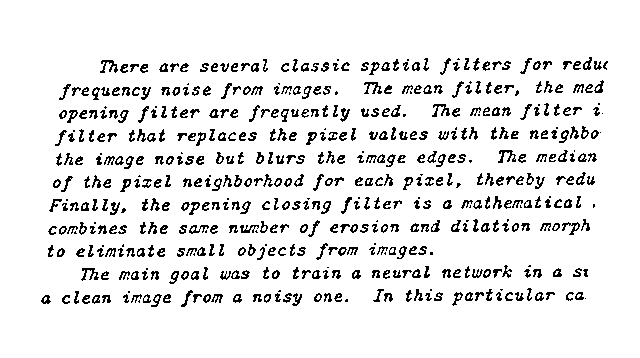 There are several classic spatial filters for redu
frequency noise from images. The mean filter, the med
opening filter are frequently used. The mean filter i
filter that replaces the pixel values with the neighbo
the image noise but blurs the image edges. The median
of the pixel neighborhood for each pixel, thereby redu
Finally, the opening closing filter is a mathematical
combines the same number of erosion and dilation morph
to eliminate small objects from images.
The main goal was to train a neural network in a s
a clean image from a noisy one. In this particular ca